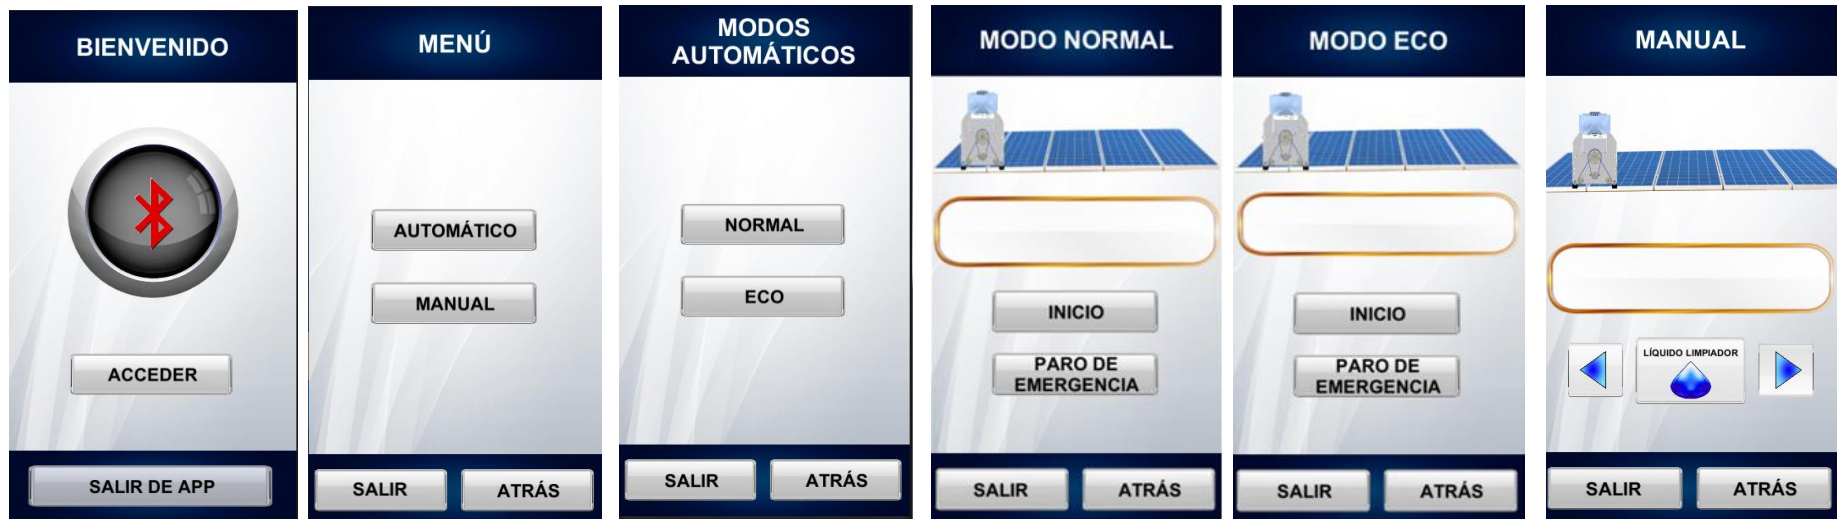 BIENVENIDO
ACCEDER
SALIR DE APP
MENÚ
AUTOMÁTICO
MANUAL
SALIR
ATRÁS
MODOS
AUTOMÁTICOS
NORMAL
ECO
SALIR
ATRÁS
MODO NORMAL
INICIO
PARO DE
EMERGENCIA
SALIR
ATRÁS
MODO ECO
INICIO
PARO DE
EMERGENCIA
SALIR
ATRÁS
MANUAL
LÍQUIDO LIMPIADOR
SALIR
ATRÁS